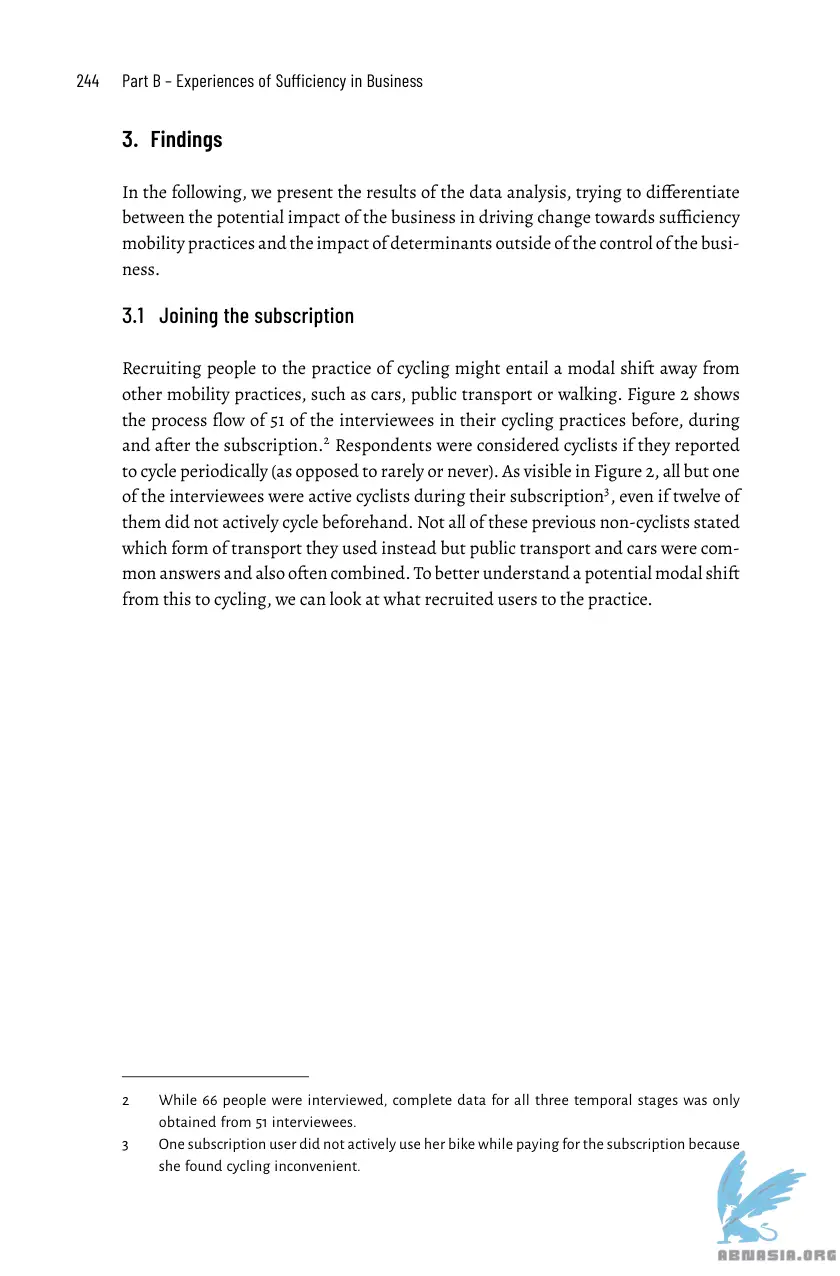 244 Part B – Experiences of Sufficiency in Business
3. Findings
In the following, we present the results of the data analysis, trying to differentiate
between the potential impact of the business in driving change towards sufficiency
mobility practices and the impact of determinants outside of the control of the busi-
ness.
3.1 Joining the subscription
Recruiting people to the practice of cycling might entail a modal shift away from
other mobility practices, such as cars, public transport or walking. Figure 2 shows
the process flow of 51 of the interviewees in their cycling practices before, during
and after the subscription.² Respondents were considered cyclists if they reported
to cycle periodically (as opposed to rarely or never). As visible in Figure 2, all but one
of the interviewees were active cyclists during their subscription³, even if twelve of
them did not actively cycle beforehand. Not all of these previous non-cyclists stated
which form of transport they used instead but public transport and cars were com-
mon answers and also often combined. To better understand a potential modal shift
from this to cycling, we can look at what recruited users to the practice.
2 While 66 people were interviewed, complete data for all three temporal stages was only
obtained from 51 interviewees.
3 One subscription user did not actively use her bike while paying for the subscription because
she found cycling inconvenient.
ABNASIA.ORG